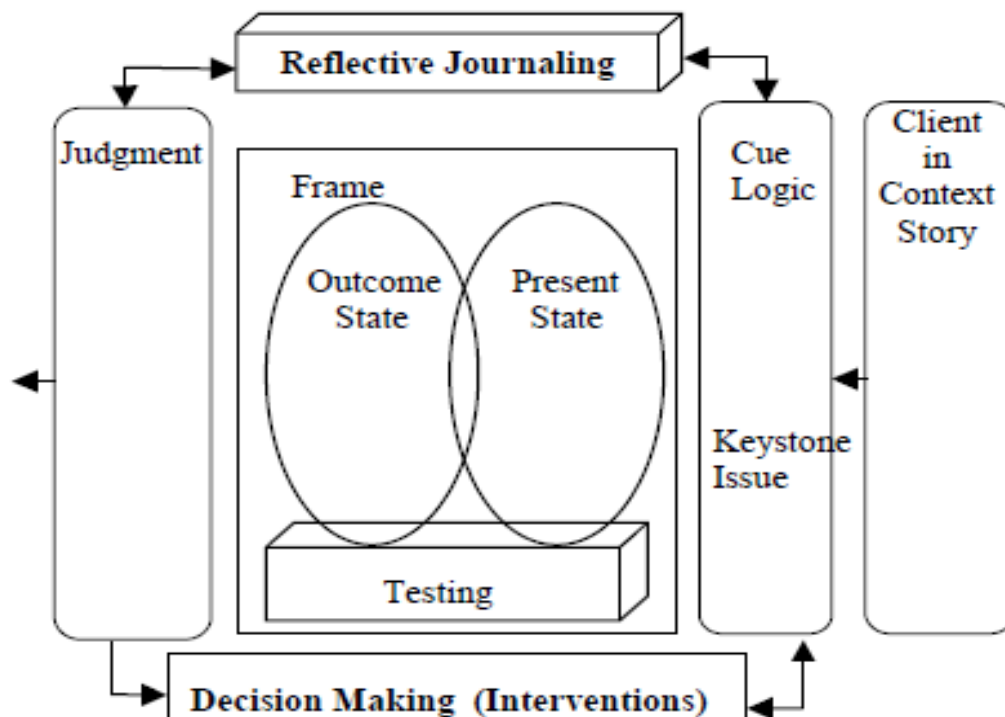 Reflective Journaling
Judgment
Frame
Outcome
State
Present
State
Testing
Cue
Logic
Keystone
Issue
Client
in
Context
Story
Decision Making (Interventions)